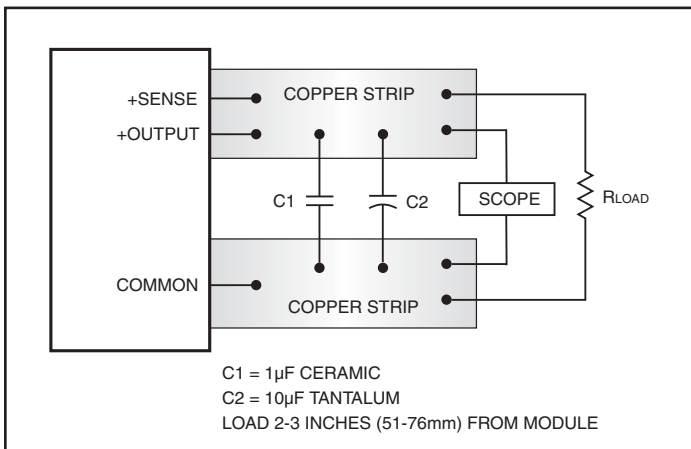 +SENSE
COPPER STRIP
+OUTPUT
C1
C2
SCOPE
RLOAD
COMMON
COPPER STRIP
C1 = 1µF CERAMIC
C2 = 10µF TANTALUM
LOAD 2-3 INCHES (51-76mm) FROM MODULE